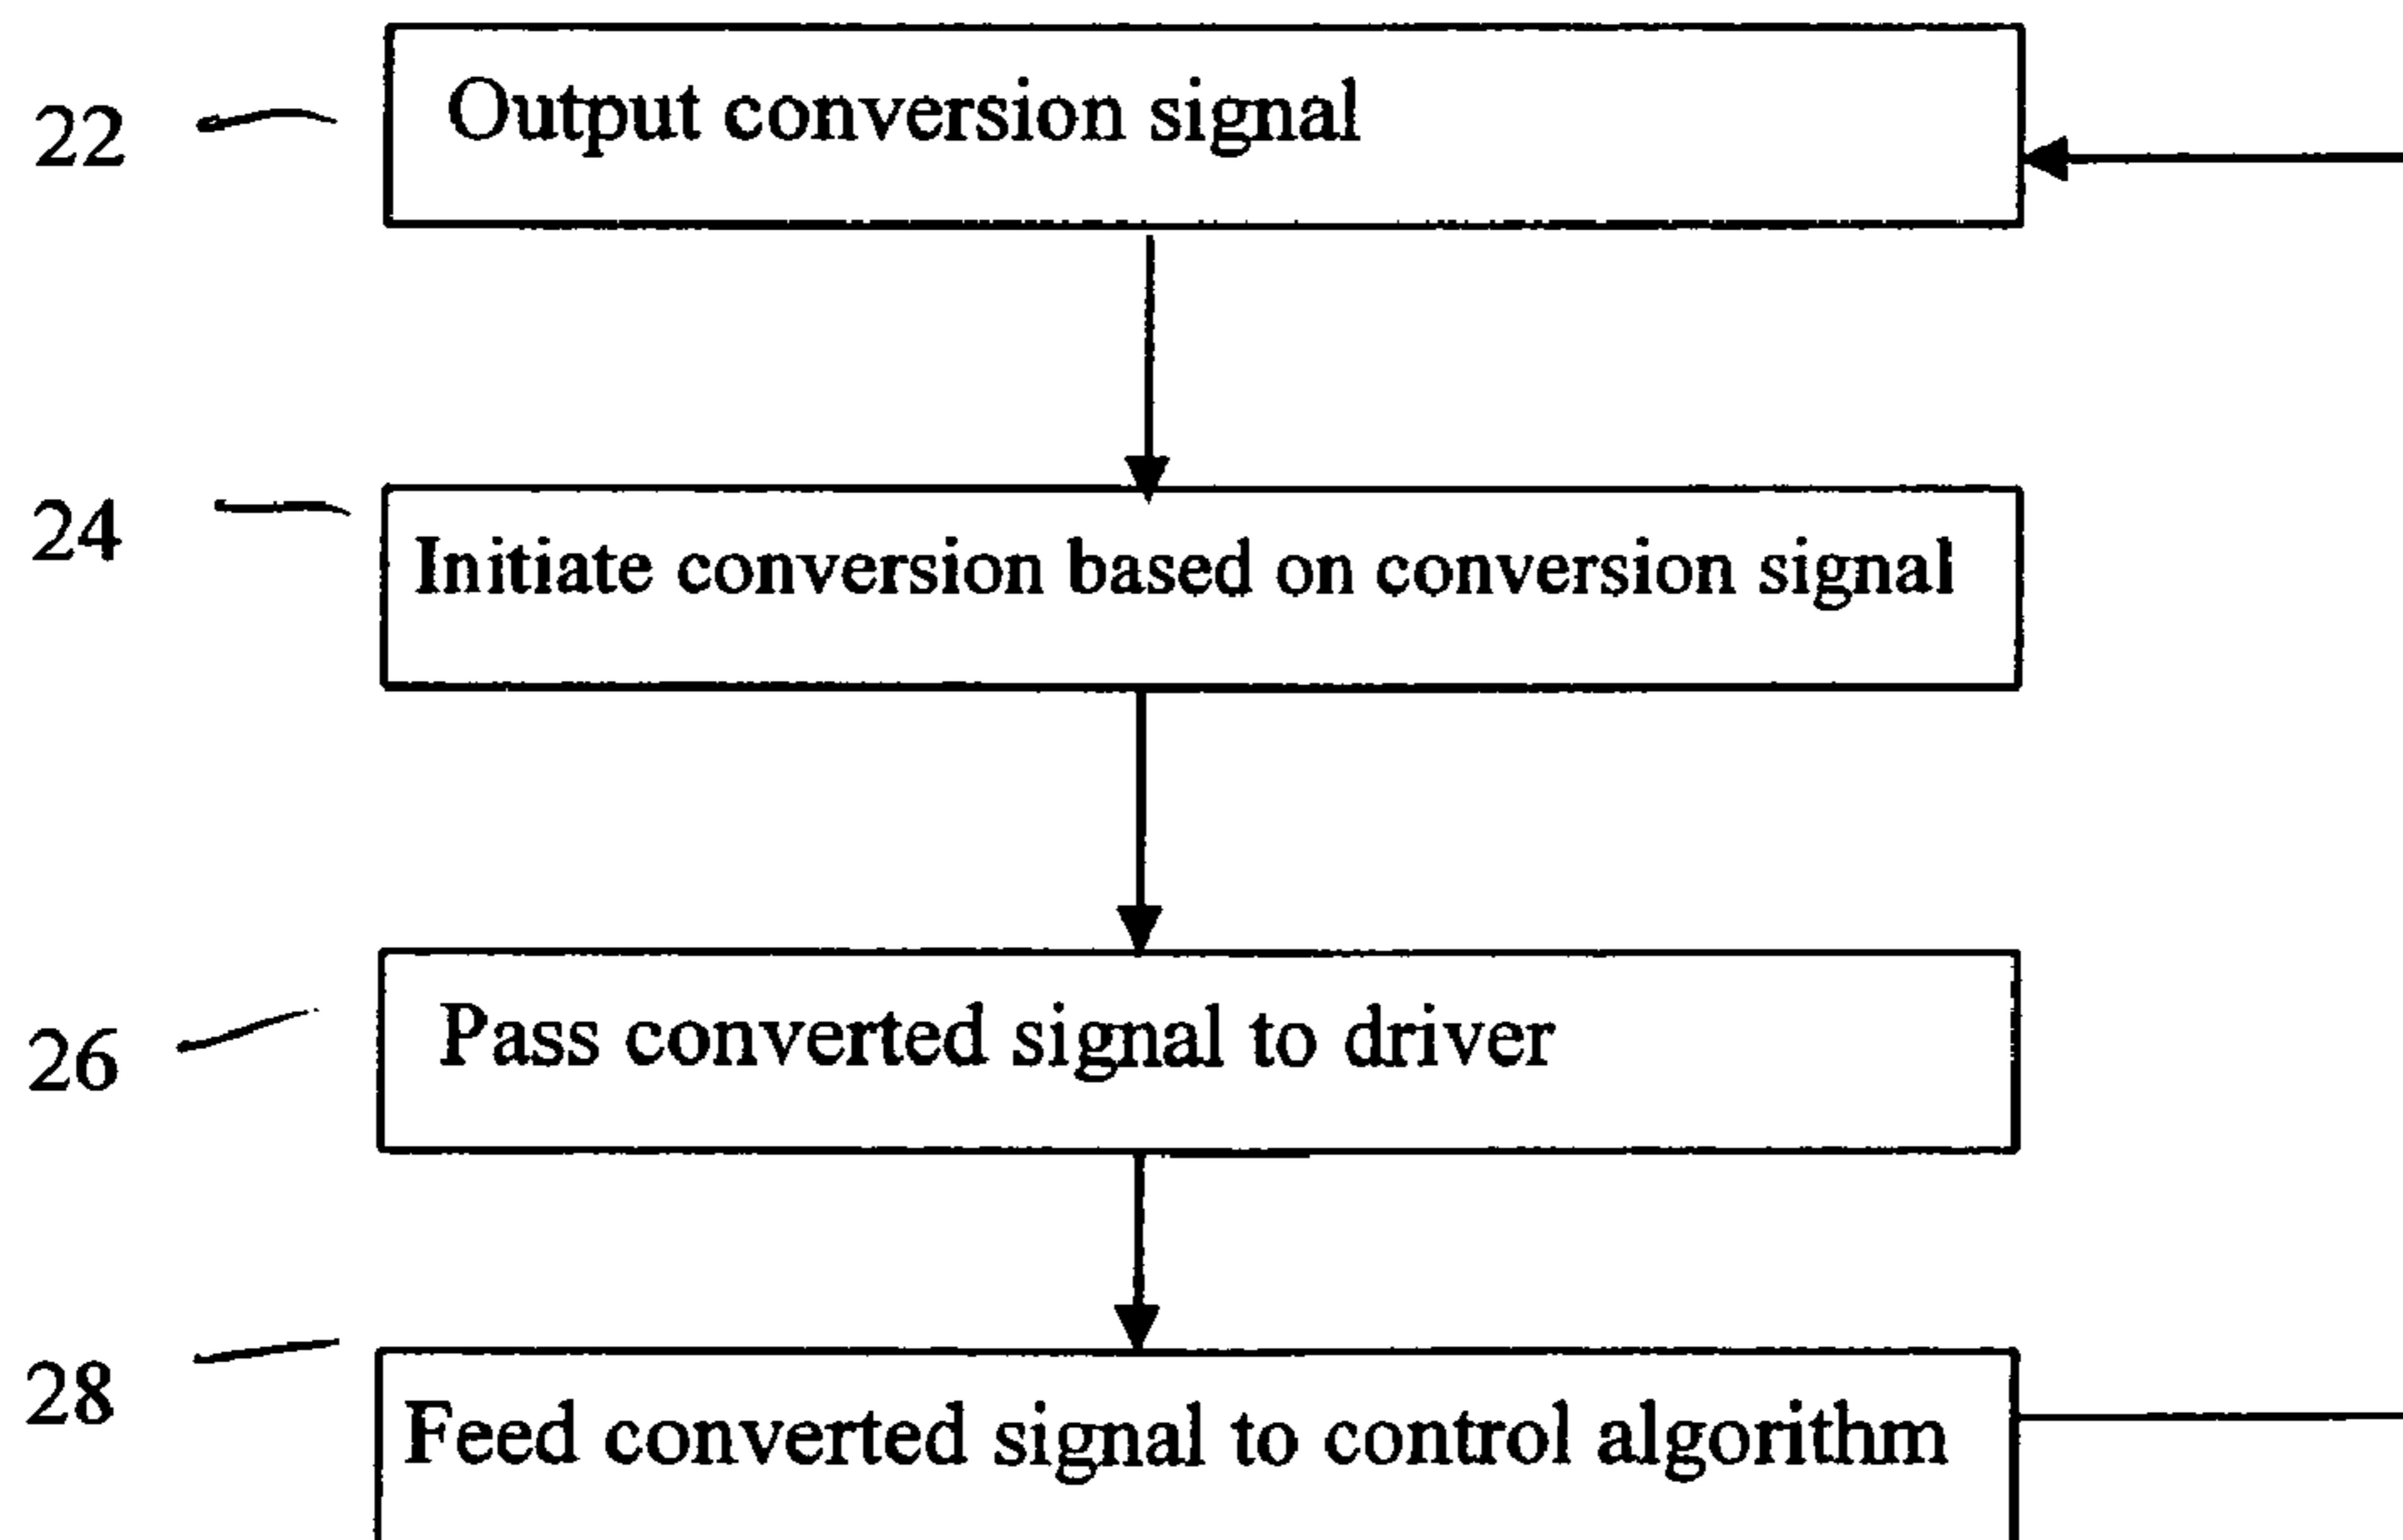 22 Output conversion signal
24 Initiate conversion based on conversion signal
26 Pass converted signal to driver
28 Feed converted signal to control algorithm